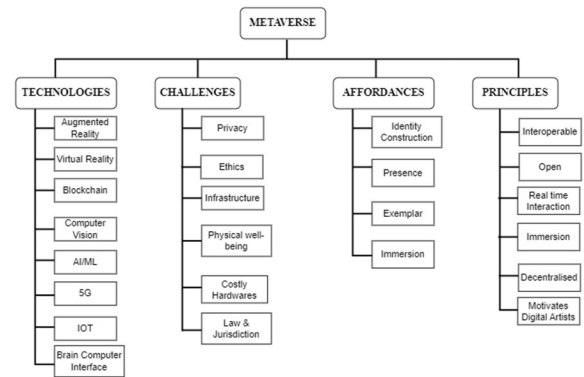 METAVERSE
TECHNOLOGIES
CHALLENGES
AFFORDANCES
PRINCIPLES
Augmented
Reality
Virtual Reality
Blockchain
Computer
Vision
AI/ML
5G
IOT
Brain Computer
Interface
Privacy
Ethics
Infrastructure
Physical well-
being
Costly
Hardwares
Law &
Jurisdiction
Identity
Construction
Presence
Exemplar
Immersion
Interoperable
Open
Real time
Interaction
Immersion
Decentralised
Motivates
Digital Artists